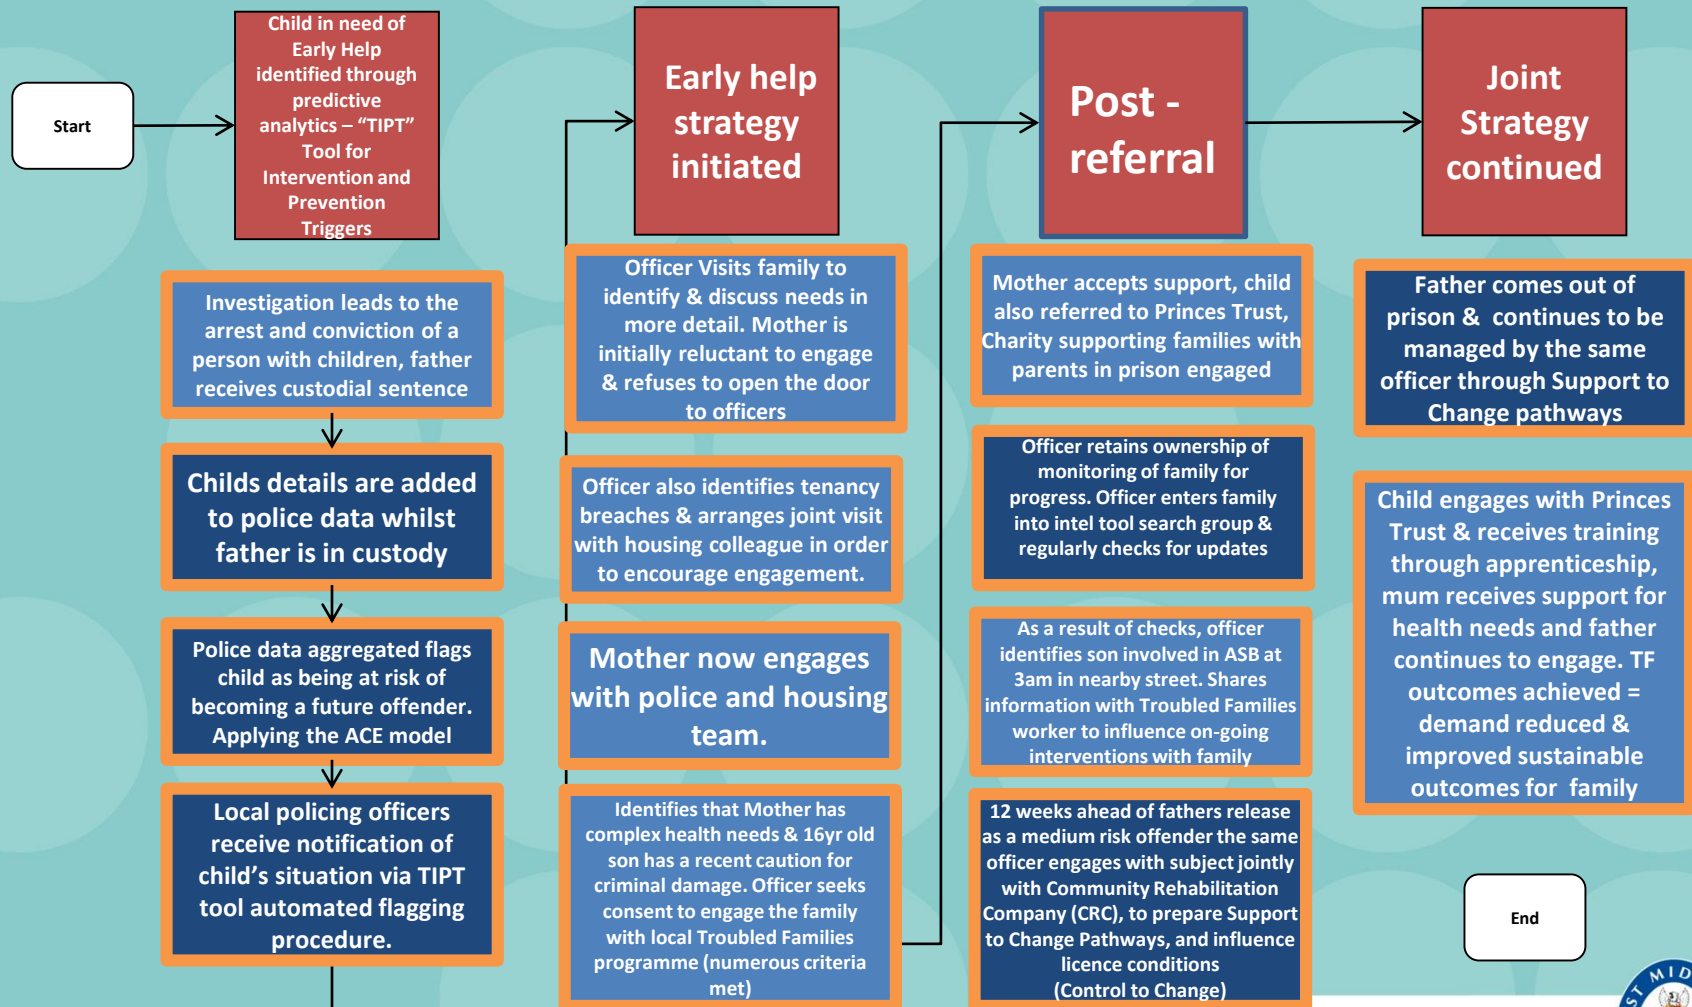 Start
Child in need of
Early Help
identified through
predictive
analytics – “TIPT”
Tool for
Intervention and
Prevention
Triggers
Investigation leads to the
arrest and conviction of a
person with children, father
receives custodial sentence
Childs details are added
to police data whilst
father is in custody
Police data aggregated flags
child as being at risk of
becoming a future offender.
Applying the ACE model
Local policing officers
receive notification of
child’s situation via TIPT
tool automated flagging
procedure.
Early help
strategy
initiated
Officer Visits family to
identify & discuss needs in
more detail. Mother is
initially reluctant to engage
& refuses to open the door
to officers
Officer also identifies tenancy
breaches & arranges joint visit
with housing colleague in order
to encourage engagement.
Mother now engages
with police and housing
team.
Identifies that Mother has
complex health needs & 16yr old
son has a recent caution for
criminal damage. Officer seeks
consent to engage the family
with local Troubled Families
programme (numerous criteria
met)
Post -
referral
Mother accepts support, child
also referred to Princes Trust,
Charity supporting families with
parents in prison engaged
Officer retains ownership of
monitoring of family for
progress. Officer enters family
into intel tool search group &
regularly checks for updates
As a result of checks, officer
identifies son involved in ASB at
3am in nearby street. Shares
information with Troubled Families
worker to influence on-going
interventions with family
12 weeks ahead of fathers release
as a medium risk offender the same
officer engages with subject jointly
with Community Rehabilitation
Company (CRC), to prepare Support
to Change Pathways, and influence
licence conditions
(Control to Change)
Joint
Strategy
continued
Father comes out of
prison & continues to be
managed by the same
officer through Support to
Change pathways
Child engages with Princes
Trust & receives training
through apprenticeship,
mum receives support for
health needs and father
continues to engage. TF
outcomes achieved =
demand reduced &
improved sustainable
outcomes for family
End